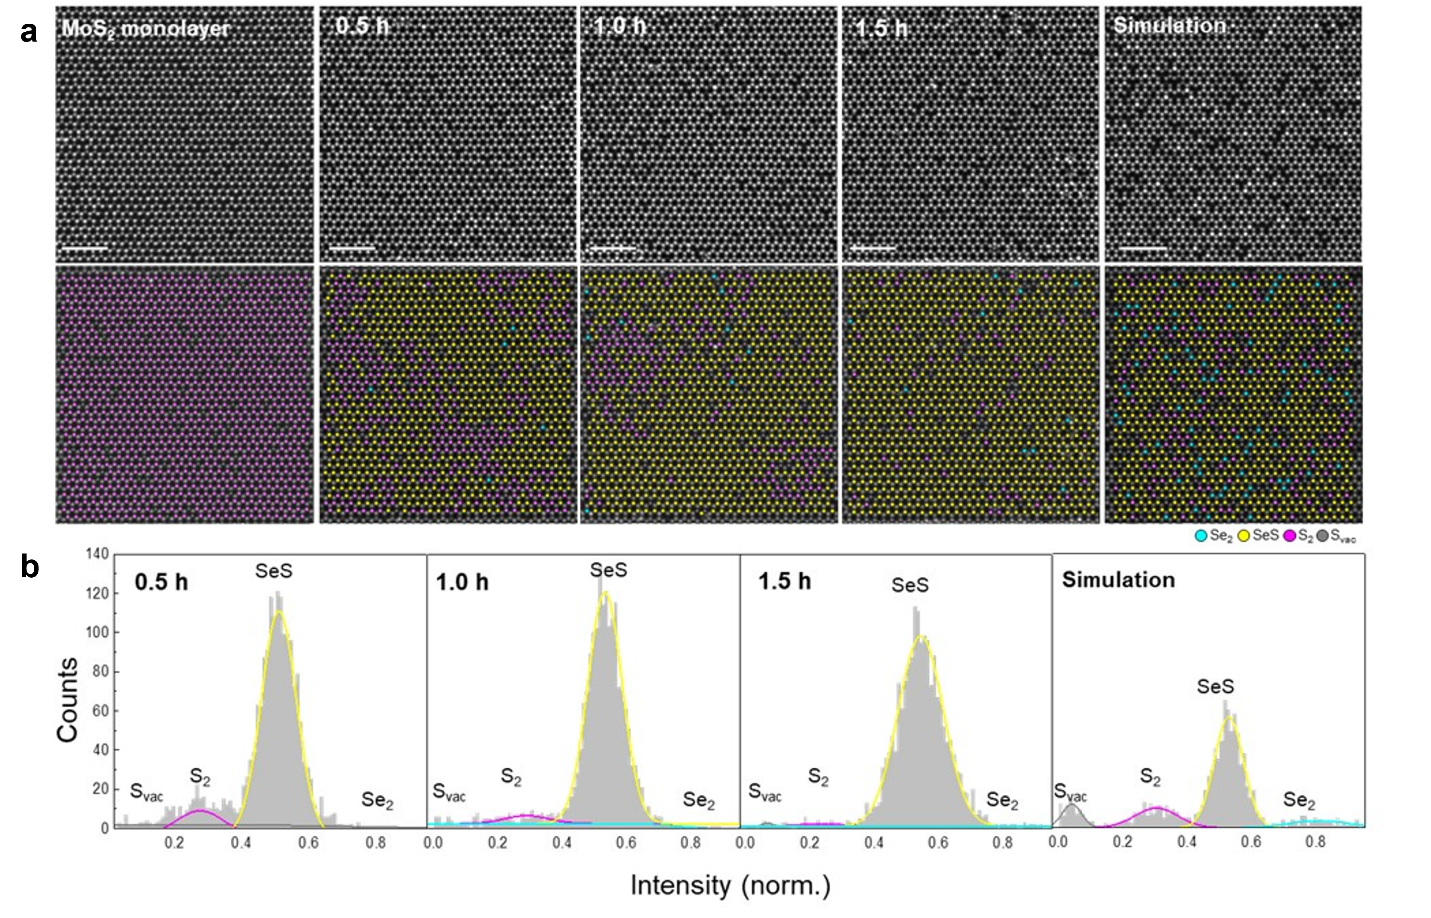 a
MoS₂ monolayer
0.5 h
1.0 h
1.5 h
Simulation
Se₂ SeS S₂ Svac
b
Counts
140
120
100
80
60
40
20
0
0.5 h
SeS
Svac
S₂
Se₂
0.2 0.4 0.6 0.8
1.0 h
SeS
Svac
S₂
Se₂
0.0 0.2 0.4 0.6 0.8
1.5 h
SeS
Svac
S₂
Se₂
0.0 0.2 0.4 0.6 0.8
Simulation
SeS
Svac
S₂
Se₂
0.0 0.2 0.4 0.6 0.8
Intensity (norm.)